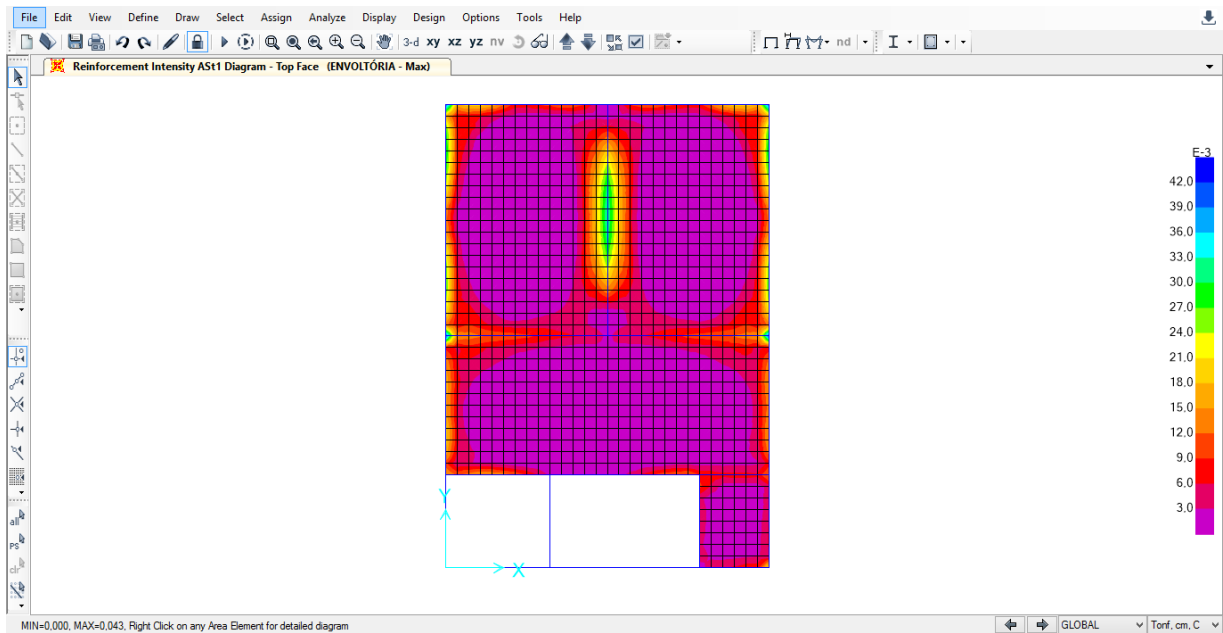 File Edit View Define Draw Select Assign Analyze Display Design Options Tools Help
3-d xy xz yz nv nd
Reinforcement Intensity ASt1 Diagram - Top Face (ENVOLTÓRIA - Max)
E-3
42.0
39.0
36.0
33.0
30.0
27.0
24.0
21.0
18.0
15.0
12.0
9.0
6.0
3.0
Y
X
all
PS
clr
MIN=0,000, MAX=0,043, Right Click on any Area Element for detailed diagram
GLOBAL
Tonf, cm, C